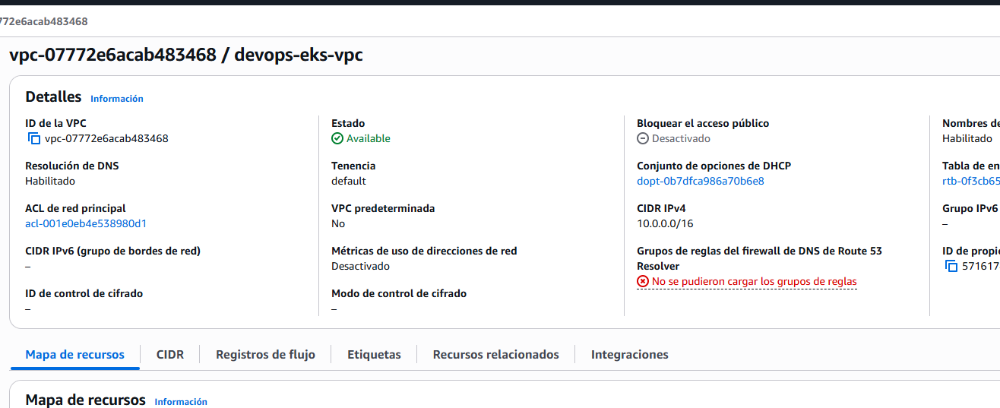 772e6acab483468
vpc-07772e6acab483468 / devops-eks-vpc
Detalles Información
ID de la VPC
vpc-07772e6acab483468
Estado
Available
Bloquear el acceso público
Desactivado
Nombres de
Habilitado
Resolución de DNS
Habilitado
Tenencia
default
Conjunto de opciones de DHCP
dopt-0b7dfca986a70b6e8
Tabla de en
rtb-0f3cb65
ACL de red principal
acl-001e0eb4e538980d1
VPC predeterminada
No
CIDR IPv4
10.0.0.0/16
Grupo IPv6
–
CIDR IPv6 (grupo de bordes de red)
–
Métricas de uso de direcciones de red
Desactivado
Grupos de reglas del firewall de DNS de Route 53
Resolver
No se pudieron cargar los grupos de reglas
ID de propi
571617
ID de control de cifrado
–
Modo de control de cifrado
–
Mapa de recursos CIDR Registros de flujo Etiquetas Recursos relacionados Integraciones
Mapa de recursos Información